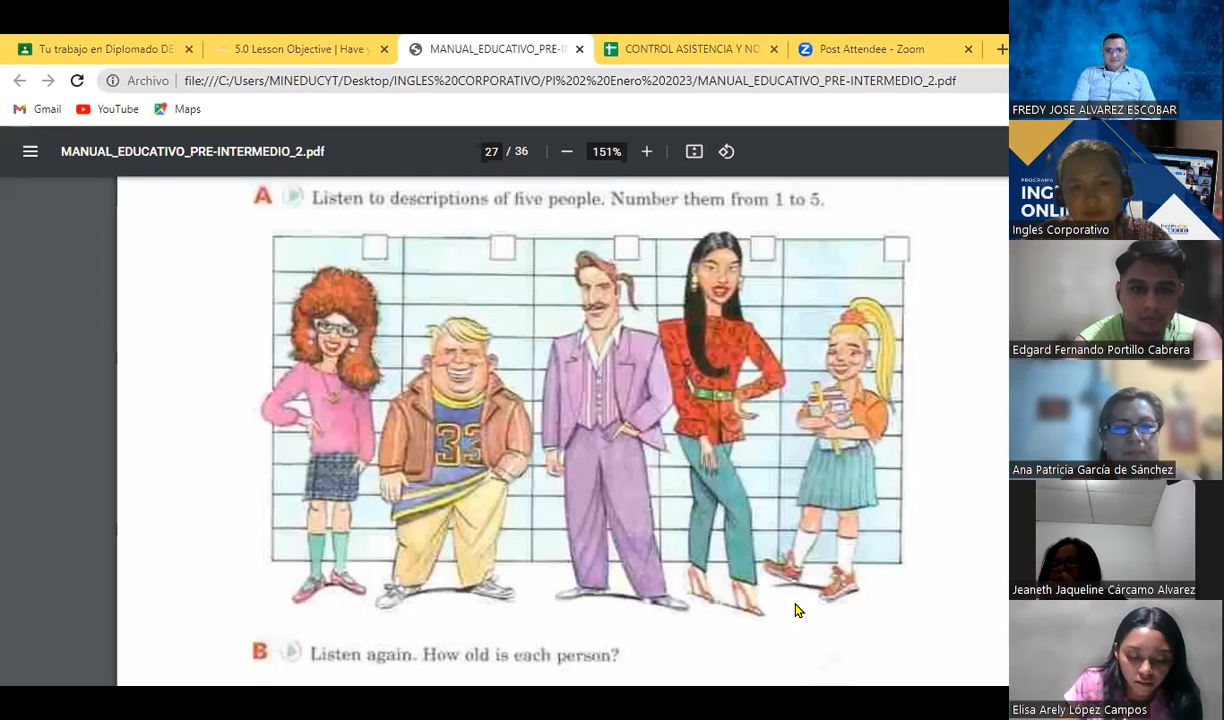 Tu trabajo en Diplomado DE
5.0 Lesson Objective | Have y
MANUAL_EDUCATIVO_PRE-I
CONTROL ASISTENCIA Y NO
Post Attendee - Zoom
Archivo
file:///C:/Users/MINEDUCYT/Desktop/INGLES%20CORPORATIVO/PI%202%20Enero%202023/MANUAL_EDUCATIVO_PRE-INTERMEDIO_2.pdf
Gmail
YouTube
Maps
MANUAL_EDUCATIVO_PRE-INTERMEDIO_2.pdf
27 / 36
151%
A Listen to descriptions of five people. Number them from 1 to 5.
33
B Listen again. How old is each person?
FREDY JOSE ALVAREZ ESCOBAR
Ingles Corporativo
Edgard Fernando Portillo Cabrera
Ana Patricia García de Sánchez
Jeaneth Jaqueline Cárcamo Alvarez
Elisa Arely López Campos